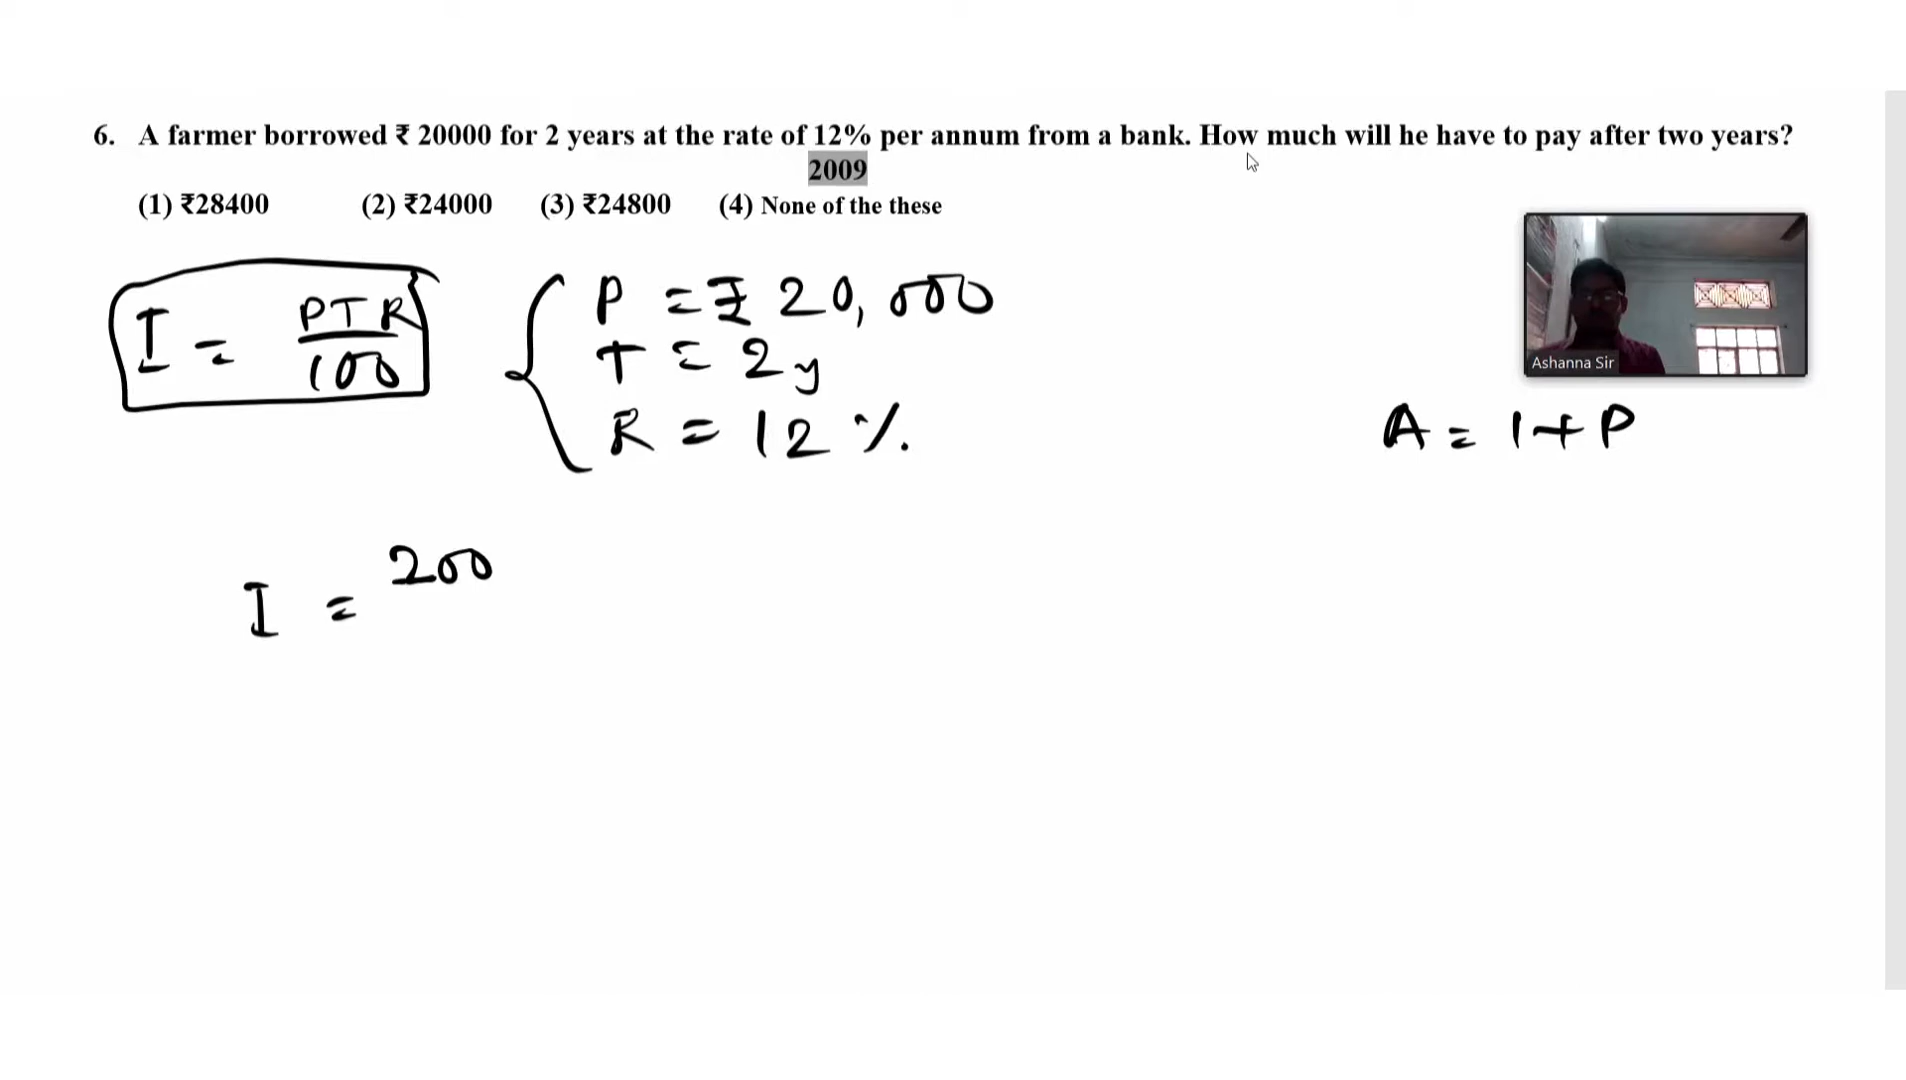 6. A farmer borrowed ₹ 20000 for 2 years at the rate of 12% per annum from a bank. How much will he have to pay after two years?
2009
(1) ₹28400 (2) ₹24000 (3) ₹24800 (4) None of the these
I = PTR/100
P = ₹ 20,000
T = 2y
R = 12 %.
Ashanna Sir
A = I + P
I = 200